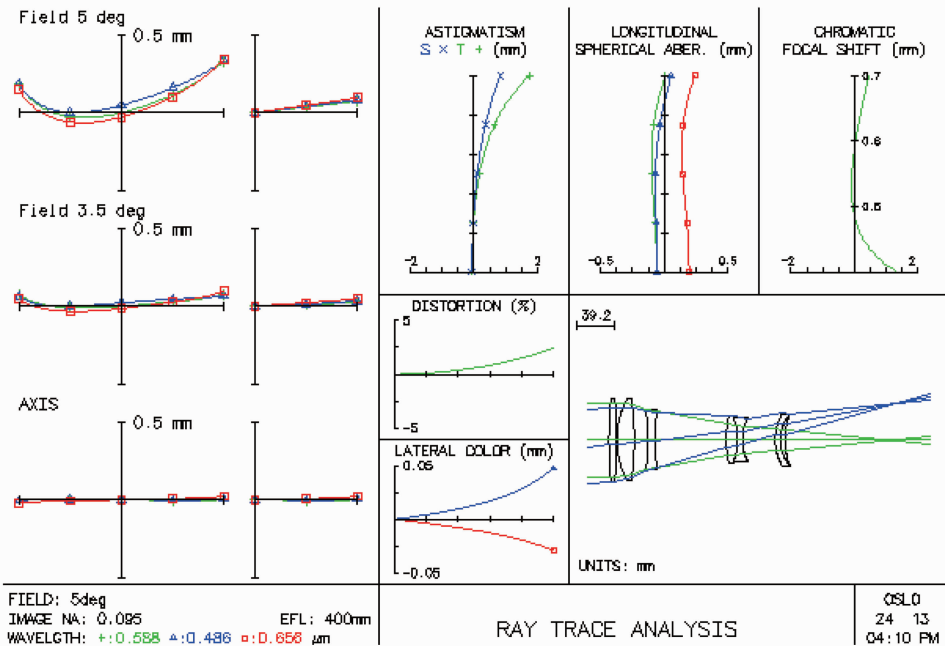 Field 5 deg
0.5 mm
Field 3.5 deg
0.5 mm
AXIS
0.5 mm
ASTIGMATISM
S × T + (mm)
-2
2
LONGITUDINAL
SPHERICAL ABER. (mm)
-0.5
0.5
CHROMATIC
FOCAL SHIFT (mm)
0.7
0.6
0.5
-2
2
DISTORTION (%)
5
-5
LATERAL COLOR (mm)
0.05
-0.05
39.2
UNITS: mm
FIELD: 5deg
IMAGE NA: 0.095 EFL: 400mm
WAVELGTH: +:0.588 △:0.486 □:0.656 µm
RAY TRACE ANALYSIS
OSLO
24 13
04:10 PM